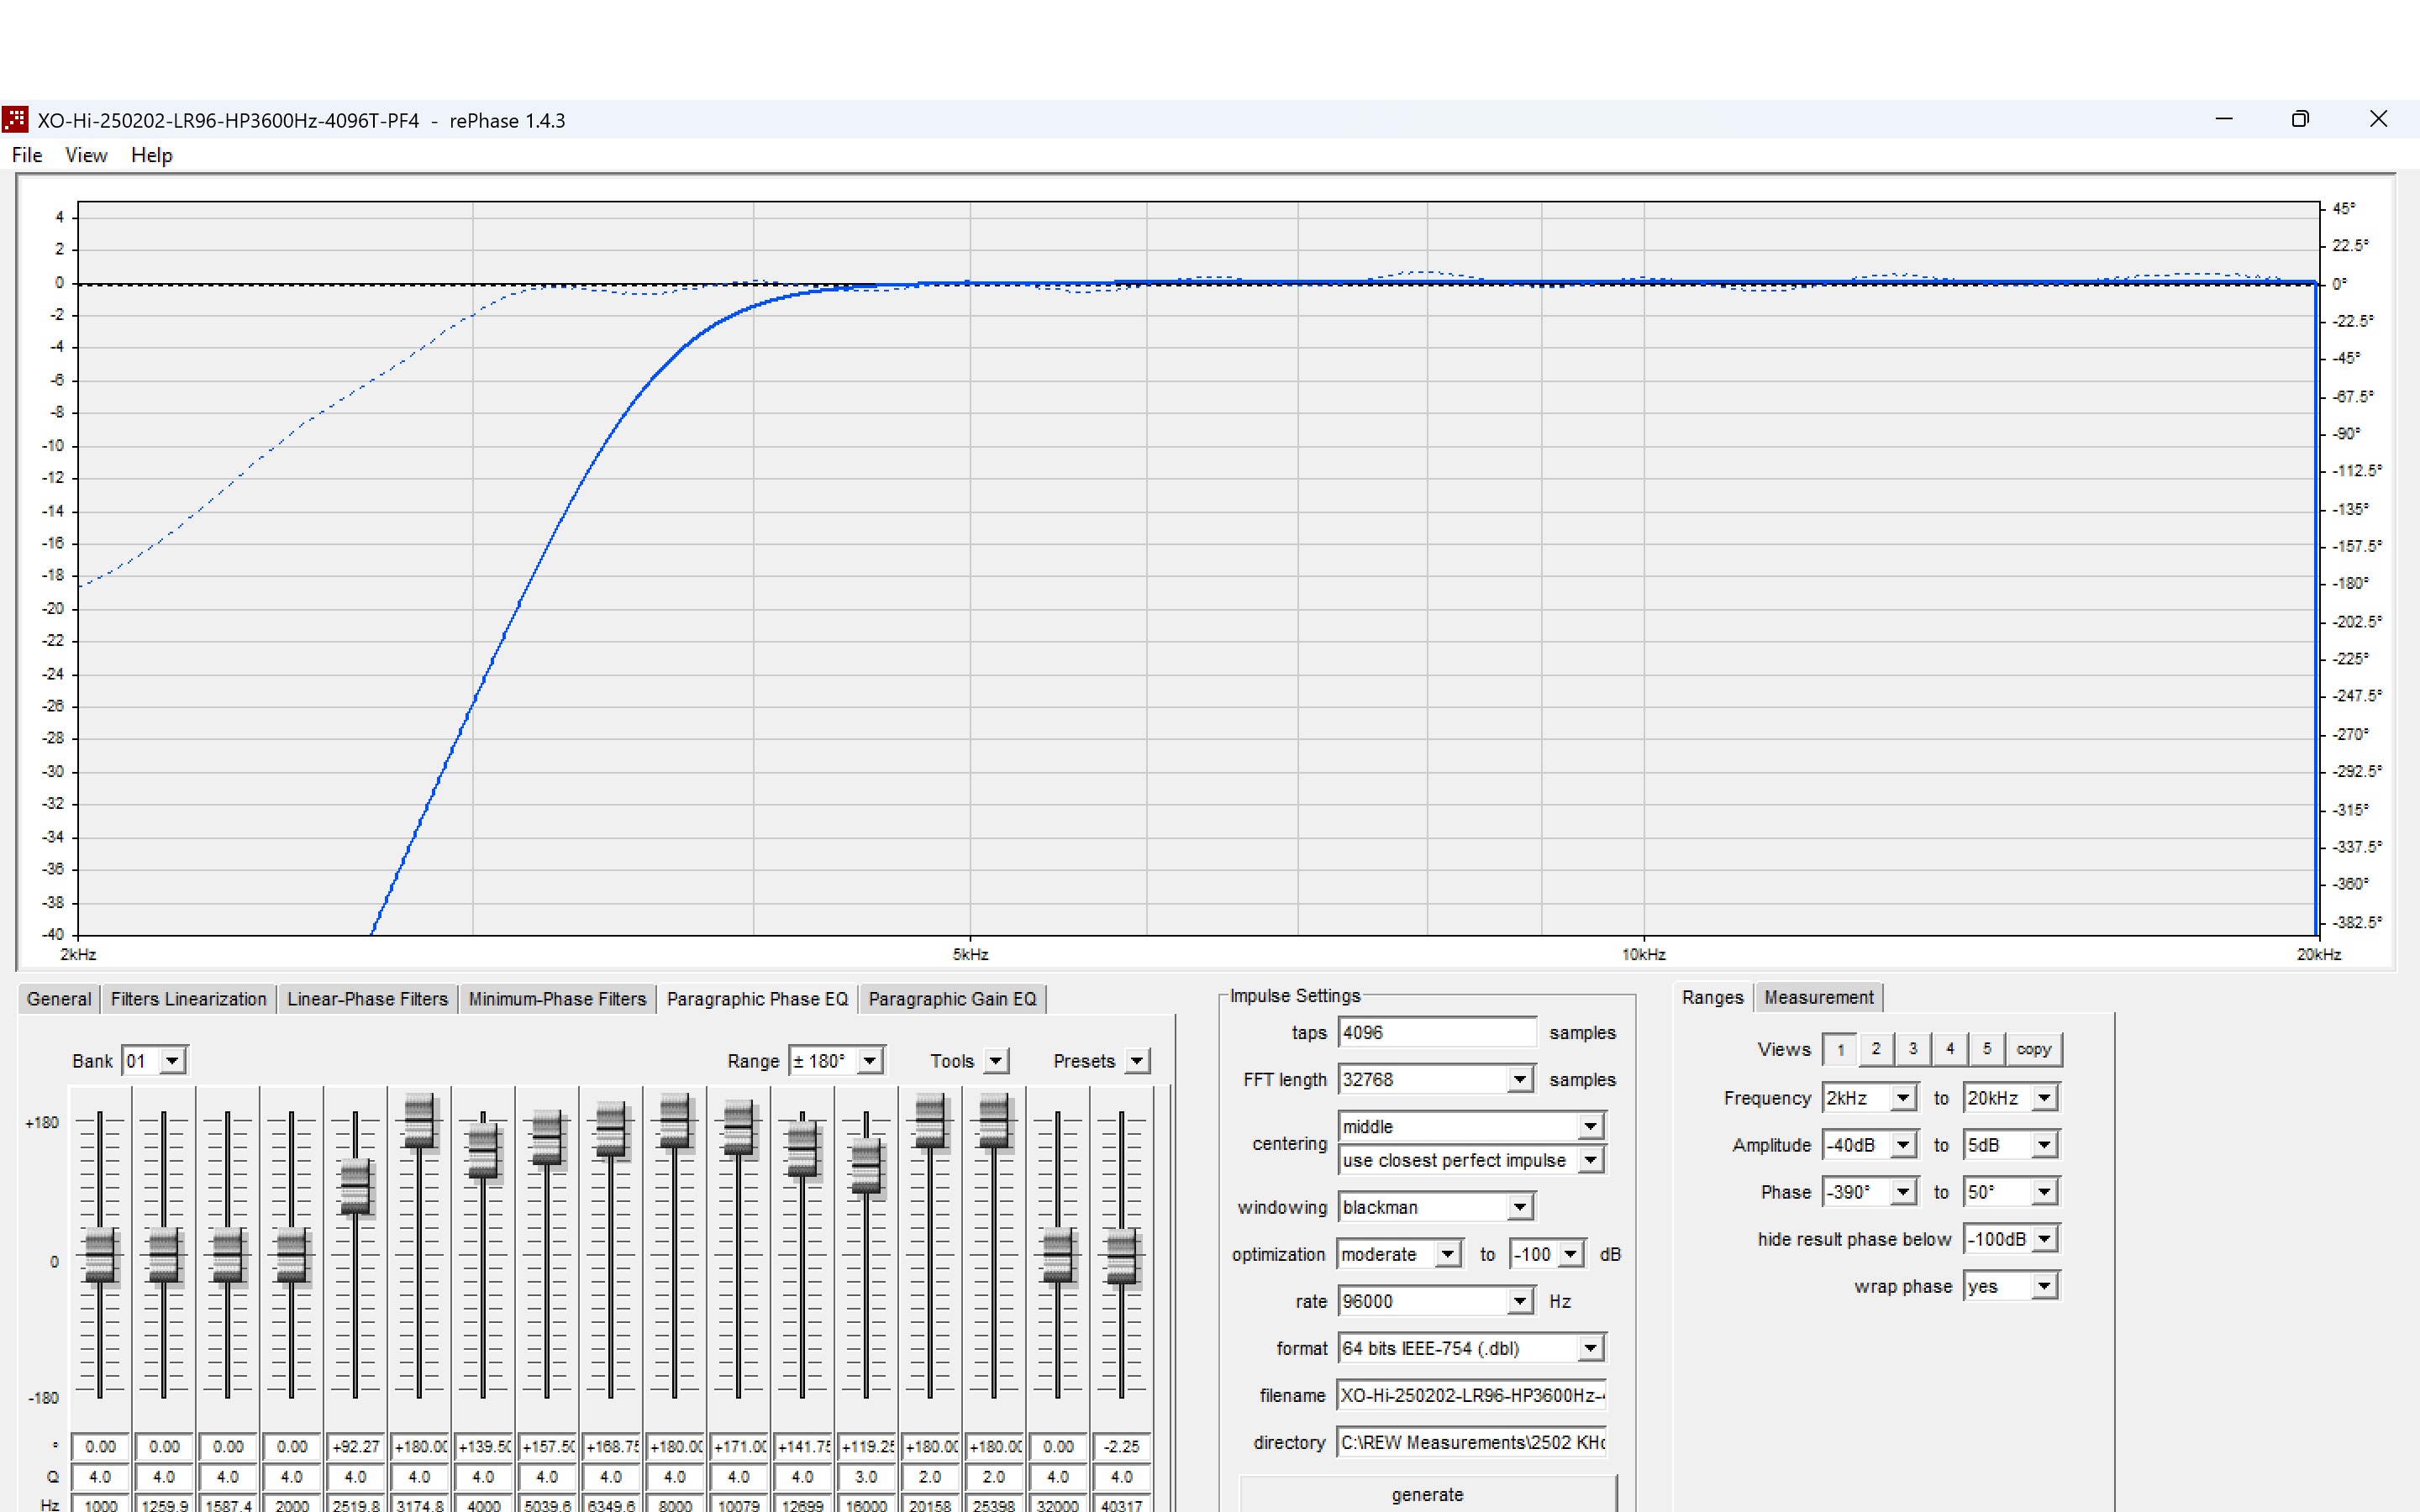 XO-Hi-250202-LR96-HP3600Hz-4096T-PF4 - rePhase 1.4.3
File View Help
4 45°
2 22.5°
0 0°
-2 -22.5°
-4 -45°
-6 -67.5°
-8 -90°
-10 -112.5°
-12 -135°
-14 -157.5°
-16 -180°
-18 -202.5°
-20 -225°
-22 -247.5°
-24 -270°
-26 -292.5°
-28 -315°
-30 -337.5°
-32 -360°
-34 -382.5°
-36
-38
-40
2kHz 5kHz 10kHz 20kHz
General Filters Linearization Linear-Phase Filters Minimum-Phase Filters Paragraphic Phase EQ Paragraphic Gain EQ
Bank 01 Range ± 180° Tools Presets
+180
0
-180
° 0.00 0.00 0.00 0.00 +92.27 +180.00 +139.50 +157.50 +168.75 +180.00 +171.00 +141.75 +119.25 +180.00 +180.00 0.00 -2.25
Q 4.0 4.0 4.0 4.0 4.0 4.0 4.0 4.0 4.0 4.0 4.0 4.0 3.0 2.0 2.0 4.0 4.0
Hz 1000 1259.9 1587.4 2000 2519.8 3174.8 4000 5039.6 6349.6 8000 10079 12699 16000 20158 25398 32000 40317
Impulse Settings
taps 4096 samples
FFT length 32768 samples
centering middle
use closest perfect impulse
windowing blackman
optimization moderate to -100 dB
rate 96000 Hz
format 64 bits IEEE-754 (.dbl)
filename XO-Hi-250202-LR96-HP3600Hz-
directory C:\REW Measurements\2502 KH
generate
Ranges Measurement
Views 1 2 3 4 5 copy
Frequency 2kHz to 20kHz
Amplitude -40dB to 5dB
Phase -390° to 50°
hide result phase below -100dB
wrap phase yes